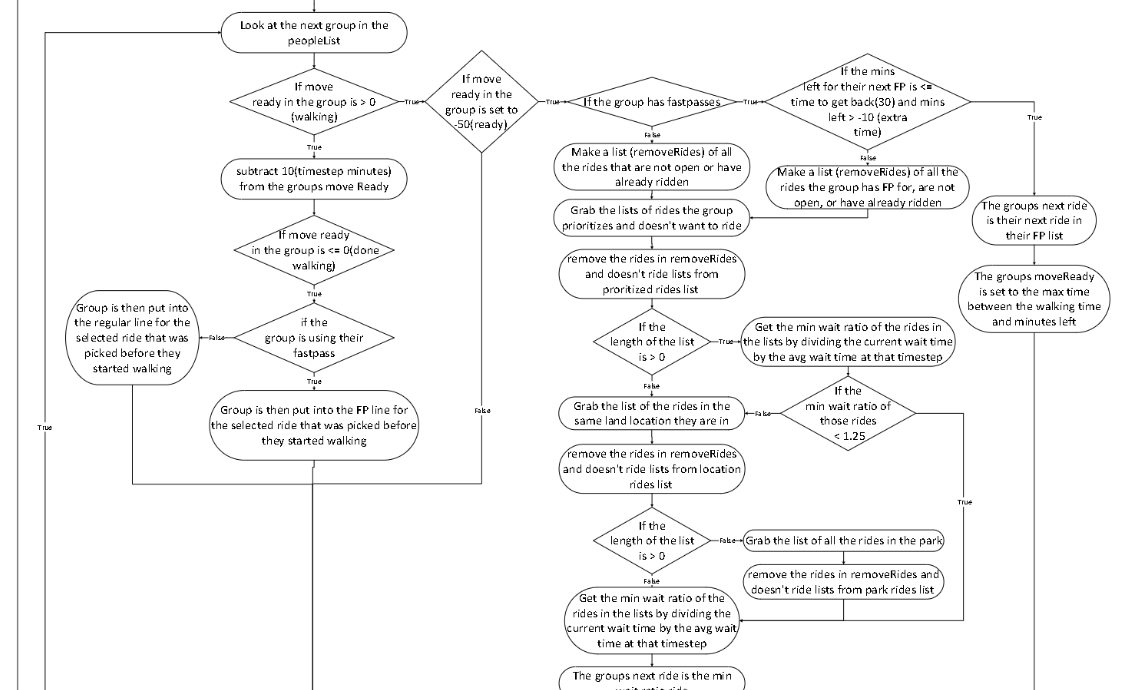 Look at the next group in the
peopleList
If move
ready in the group is > 0
(walking)
True
True
subtract 10(timestep minutes)
from the groups move Ready
If move ready
in the group is <= 0(done
walking)
True
if the
group is using their
fastpass
False
True
Group is then put into
the regular line for the
selected ride that was
picked before they
started walking
Group is then put into the FP line for
the selected ride that was picked before
they started walking
True
If move
ready in the
group is set to
-50(ready)
True
False
If the group has fastpasses
True
False
If the mins
left for their next FP is <=
time to get back(30) and mins
left > -10 (extra
time)
True
False
Make a list (removeRides) of all
the rides that are not open or have
already ridden
Make a list (removeRides) of all the
rides the group has FP for, are not
open, or have already ridden
Grab the lists of rides the group
prioritizes and doesn't want to ride
remove the rides in removeRides
and doesn't ride lists from
proritized rides list
If the
length of the list
is > 0
True
False
Get the min wait ratio of the rides in
the lists by dividing the current wait time
by the avg wait time at that timestep
If the
min wait ratio of
those rides
< 1.25
False
True
Grab the list of the rides in the
same land location they are in
remove the rides in removeRides
and doesn't ride lists from location
rides list
If the
length of the list
is > 0
False
False
Grab the list of all the rides in the park
remove the rides in removeRides and
doesn't ride lists from park rides list
Get the min wait ratio of the
rides in the lists by dividing the
current wait time by the avg wait
time at that timestep
The groups next ride is the min
wait ratio ride
The groups next ride
is their next ride in
their FP list
The groups moveReady
is set to the max time
between the walking time
and minutes left